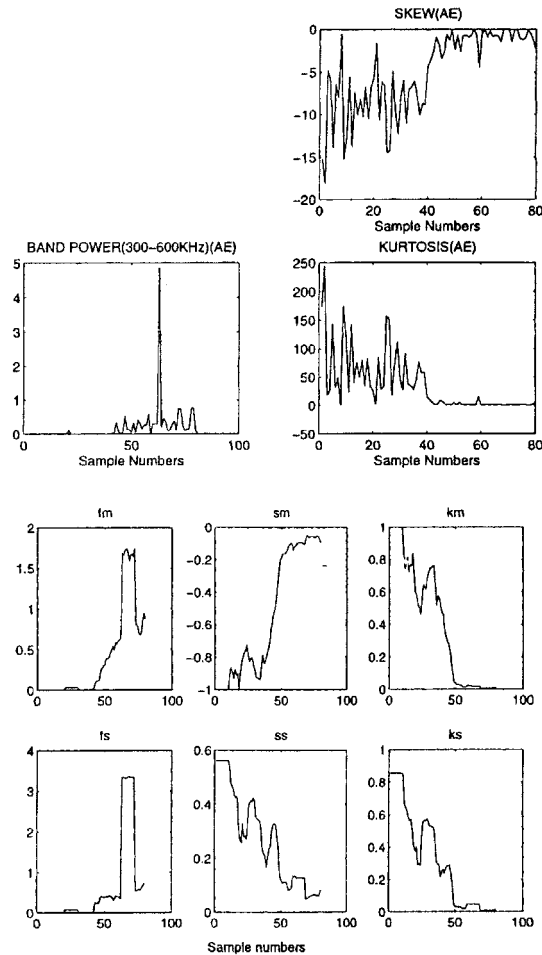 SKEW(AE)
0
−5
−10
−15
−20
0 20 40 60 80
Sample Numbers
BAND POWER(300~600KHz)(AE)
5
4
3
2
1
0
0 50 100
Sample Numbers
KURTOSIS(AE)
250
200
150
100
50
0
−50
0 20 40 60 80
Sample Numbers
fm
2
1.5
1
0.5
0
0 50 100
sm
0
−0.2
−0.4
−0.6
−0.8
−1
0 50 100
km
1
0.8
0.6
0.4
0.2
0
0 50 100
fs
4
3
2
1
0
0 50 100
ss
0.6
0.4
0.2
0
0 50 100
ks
1
0.8
0.6
0.4
0.2
0
0 50 100
Sample numbers